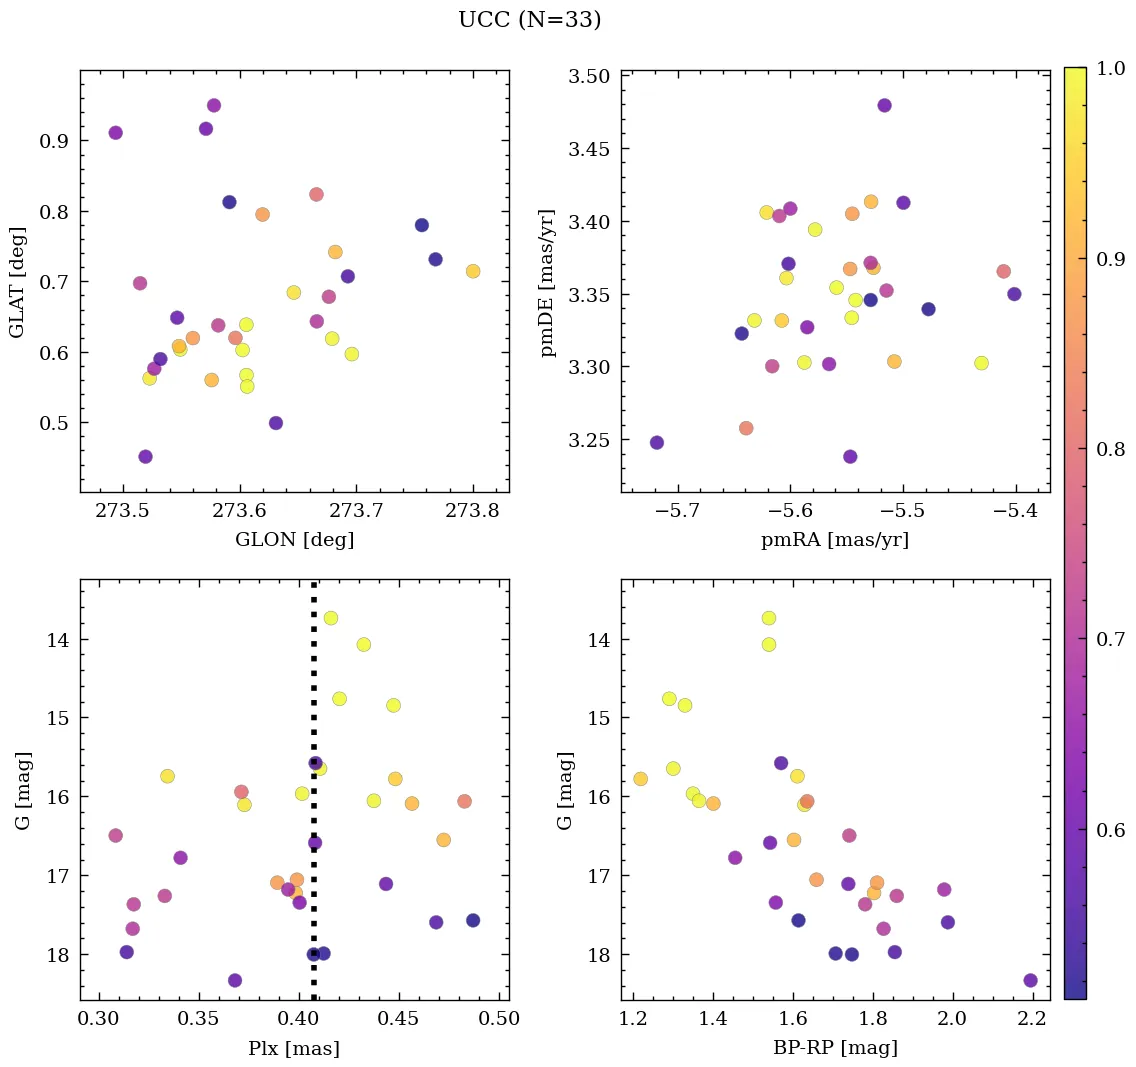 UCC (N=33)
0.9
0.8
0.7
0.6
0.5
GLAT [deg]
273.5 273.6 273.7 273.8
GLON [deg]
3.50
3.45
3.40
3.35
3.30
3.25
pmDE [mas/yr]
−5.7 −5.6 −5.5 −5.4
pmRA [mas/yr]
1.0
0.9
0.8
0.7
0.6
14
15
16
17
18
G [mag]
0.30 0.35 0.40 0.45 0.50
Plx [mas]
14
15
16
17
18
G [mag]
1.2 1.4 1.6 1.8 2.0 2.2
BP-RP [mag]